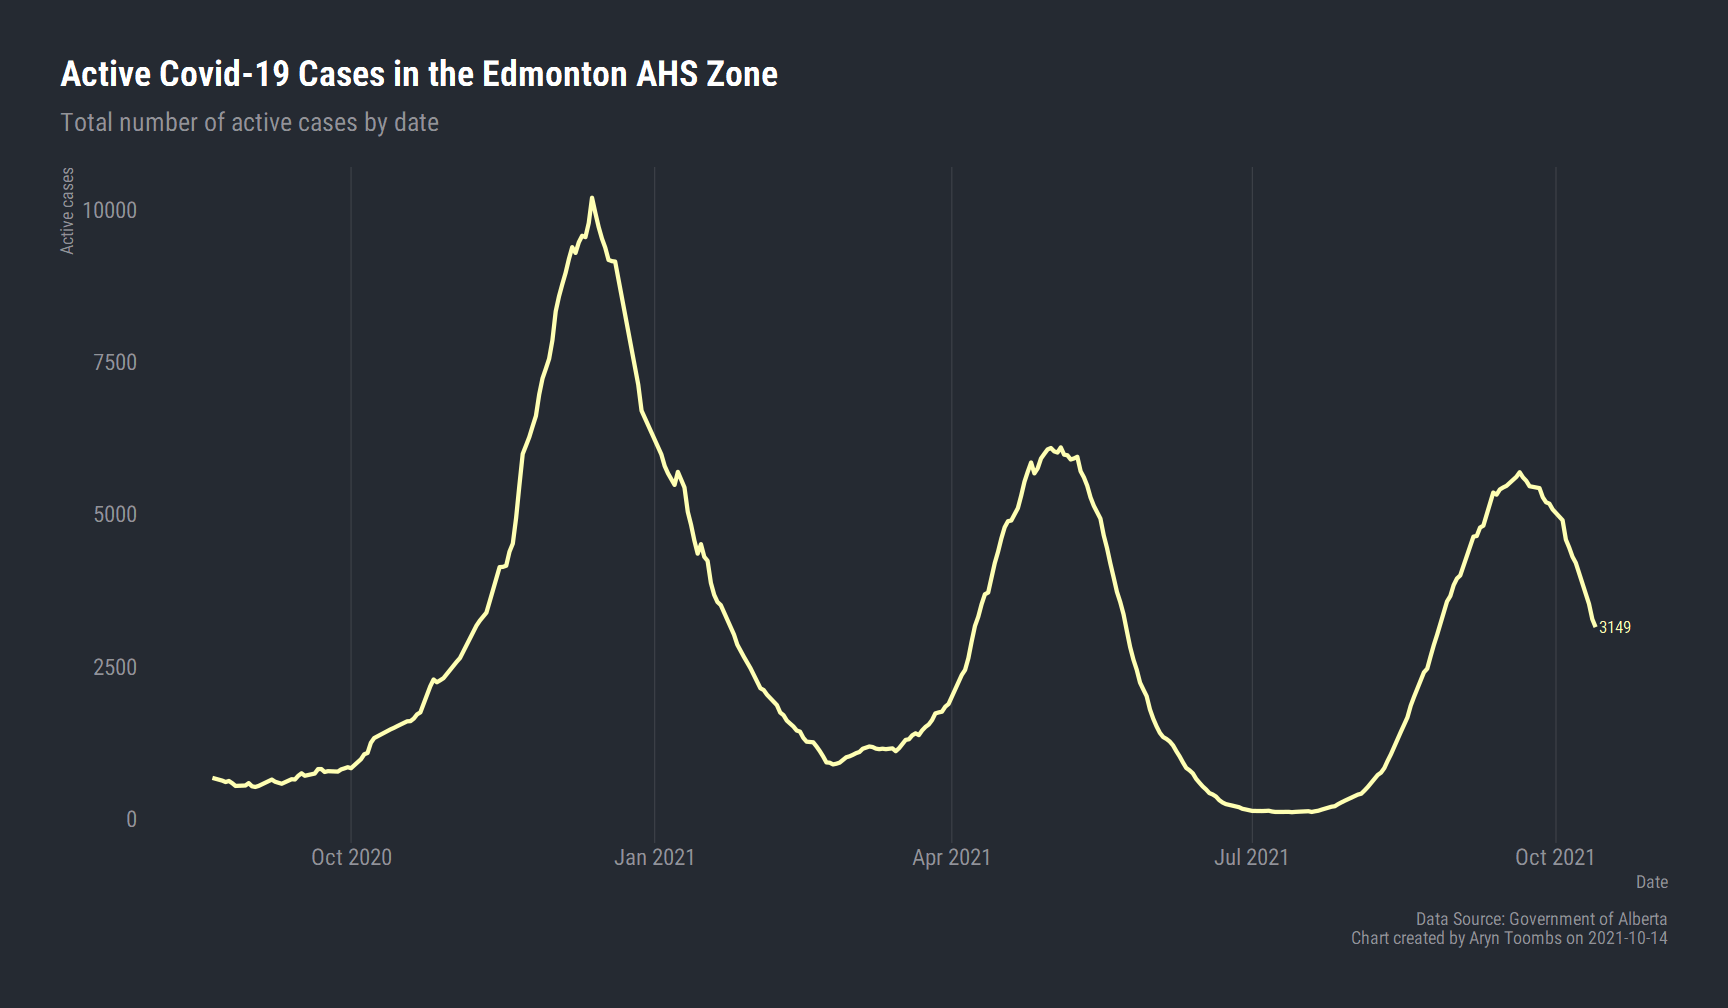 Active Covid-19 Cases in the Edmonton AHS Zone
Total number of active cases by date
Active cases
10000
7500
5000
2500
0
3149
Oct 2020
Jan 2021
Apr 2021
Jul 2021
Oct 2021
Date
Data Source: Government of Alberta
Chart created by Aryn Toombs on 2021-10-14